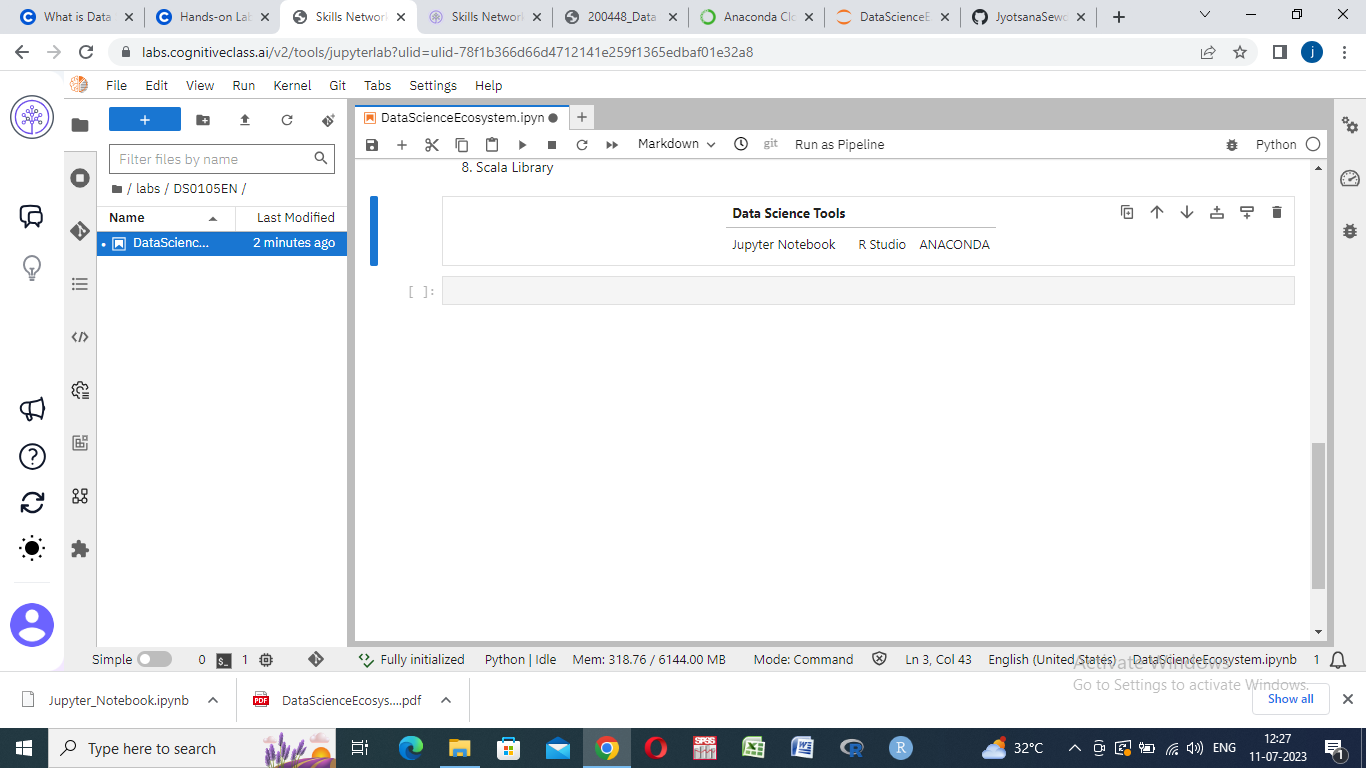 What is Data
Hands-on Lab
Skills Network
Skills Network
200448_Data
Anaconda Clo
DataScienceE
JyotsanaSewc
labs.cognitiveclass.ai/v2/tools/jupyterlab?ulid=ulid-78f1b366d66d4712141e259f1365edbaf01e32a8
j
File Edit View Run Kernel Git Tabs Settings Help
DataScienceEcosystem.ipyn
Filter files by name
/ labs / DS0105EN /
Name Last Modified
DataScienc... 2 minutes ago
Markdown git Run as Pipeline Python
8. Scala Library
Data Science Tools
Jupyter Notebook R Studio ANACONDA
[ ]:
Simple 0 $_ 1 Fully initialized Python | Idle Mem: 318.76 / 6144.00 MB Mode: Command Ln 3, Col 43 English (United States) DataScienceEcosystem.ipynb 1
Activate Windows
Go to Settings to activate Windows.
Jupyter_Notebook.ipynb
PDF DataScienceEcosys....pdf
Show all
Type here to search
SPSS
32°C
ENG
12:27
11-07-2023
1